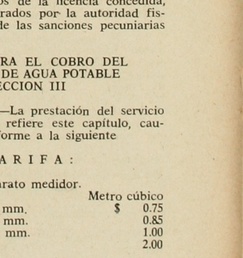 de la licencia concedida,
rados por la autoridad fis-
de las sanciones pecuniarias
RA EL COBRO DEL
DE AGUA POTABLE
ECCION III
—La prestación del servicio
refiere este capítulo, cau-
forme a la siguiente
ARIFA:
arato medidor.
Metro cúbico
mm. $ 0.75
mm. 0.85
mm. 1.00
2.00